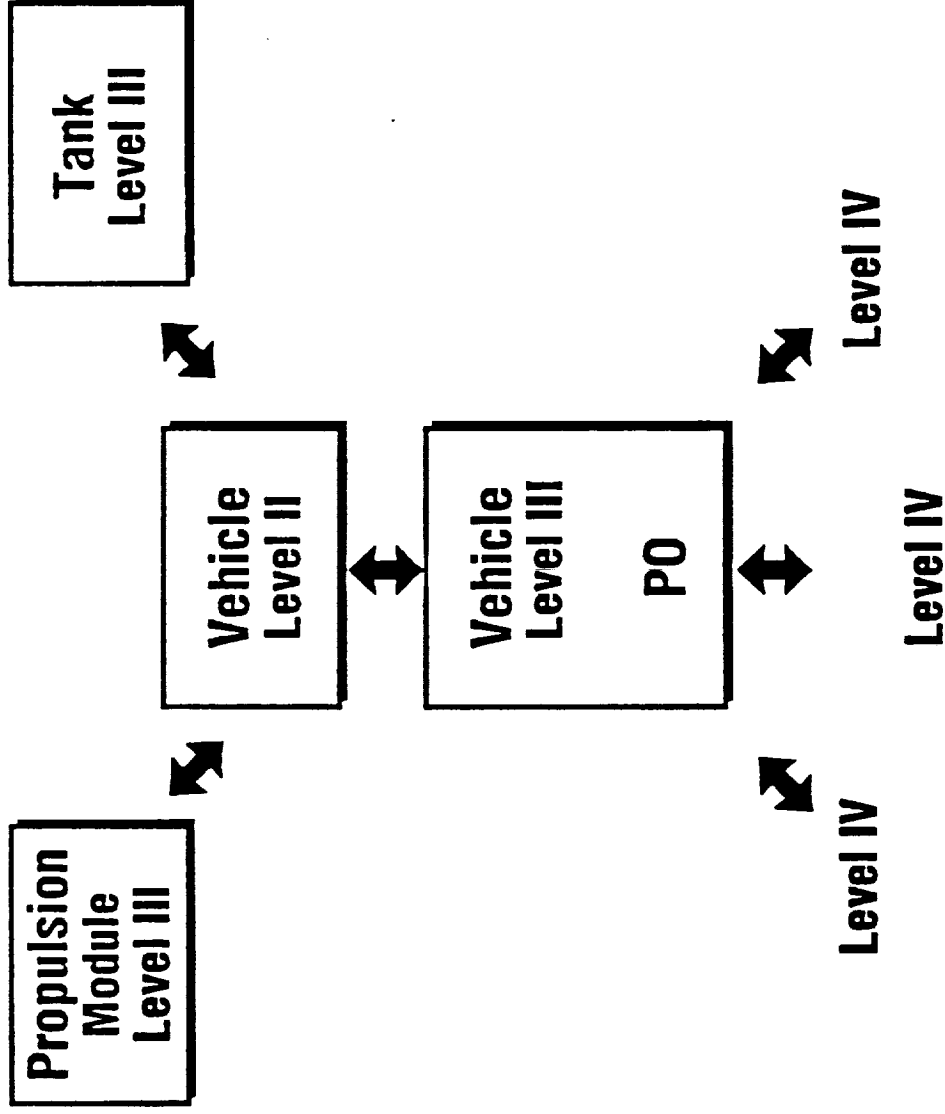 Propulsion
Module
Level III
Vehicle
Level II
Tank
Level III
Vehicle
Level III
PO
Level IV
Level IV
Level IV